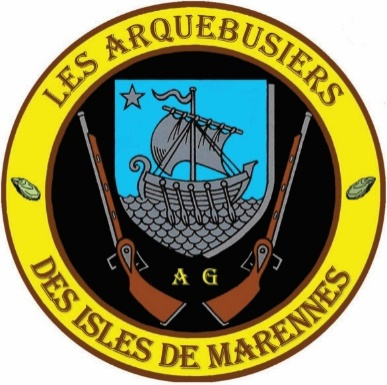 LES ARQUEBUSIERS
A G
DES ISLES DE MARENNES